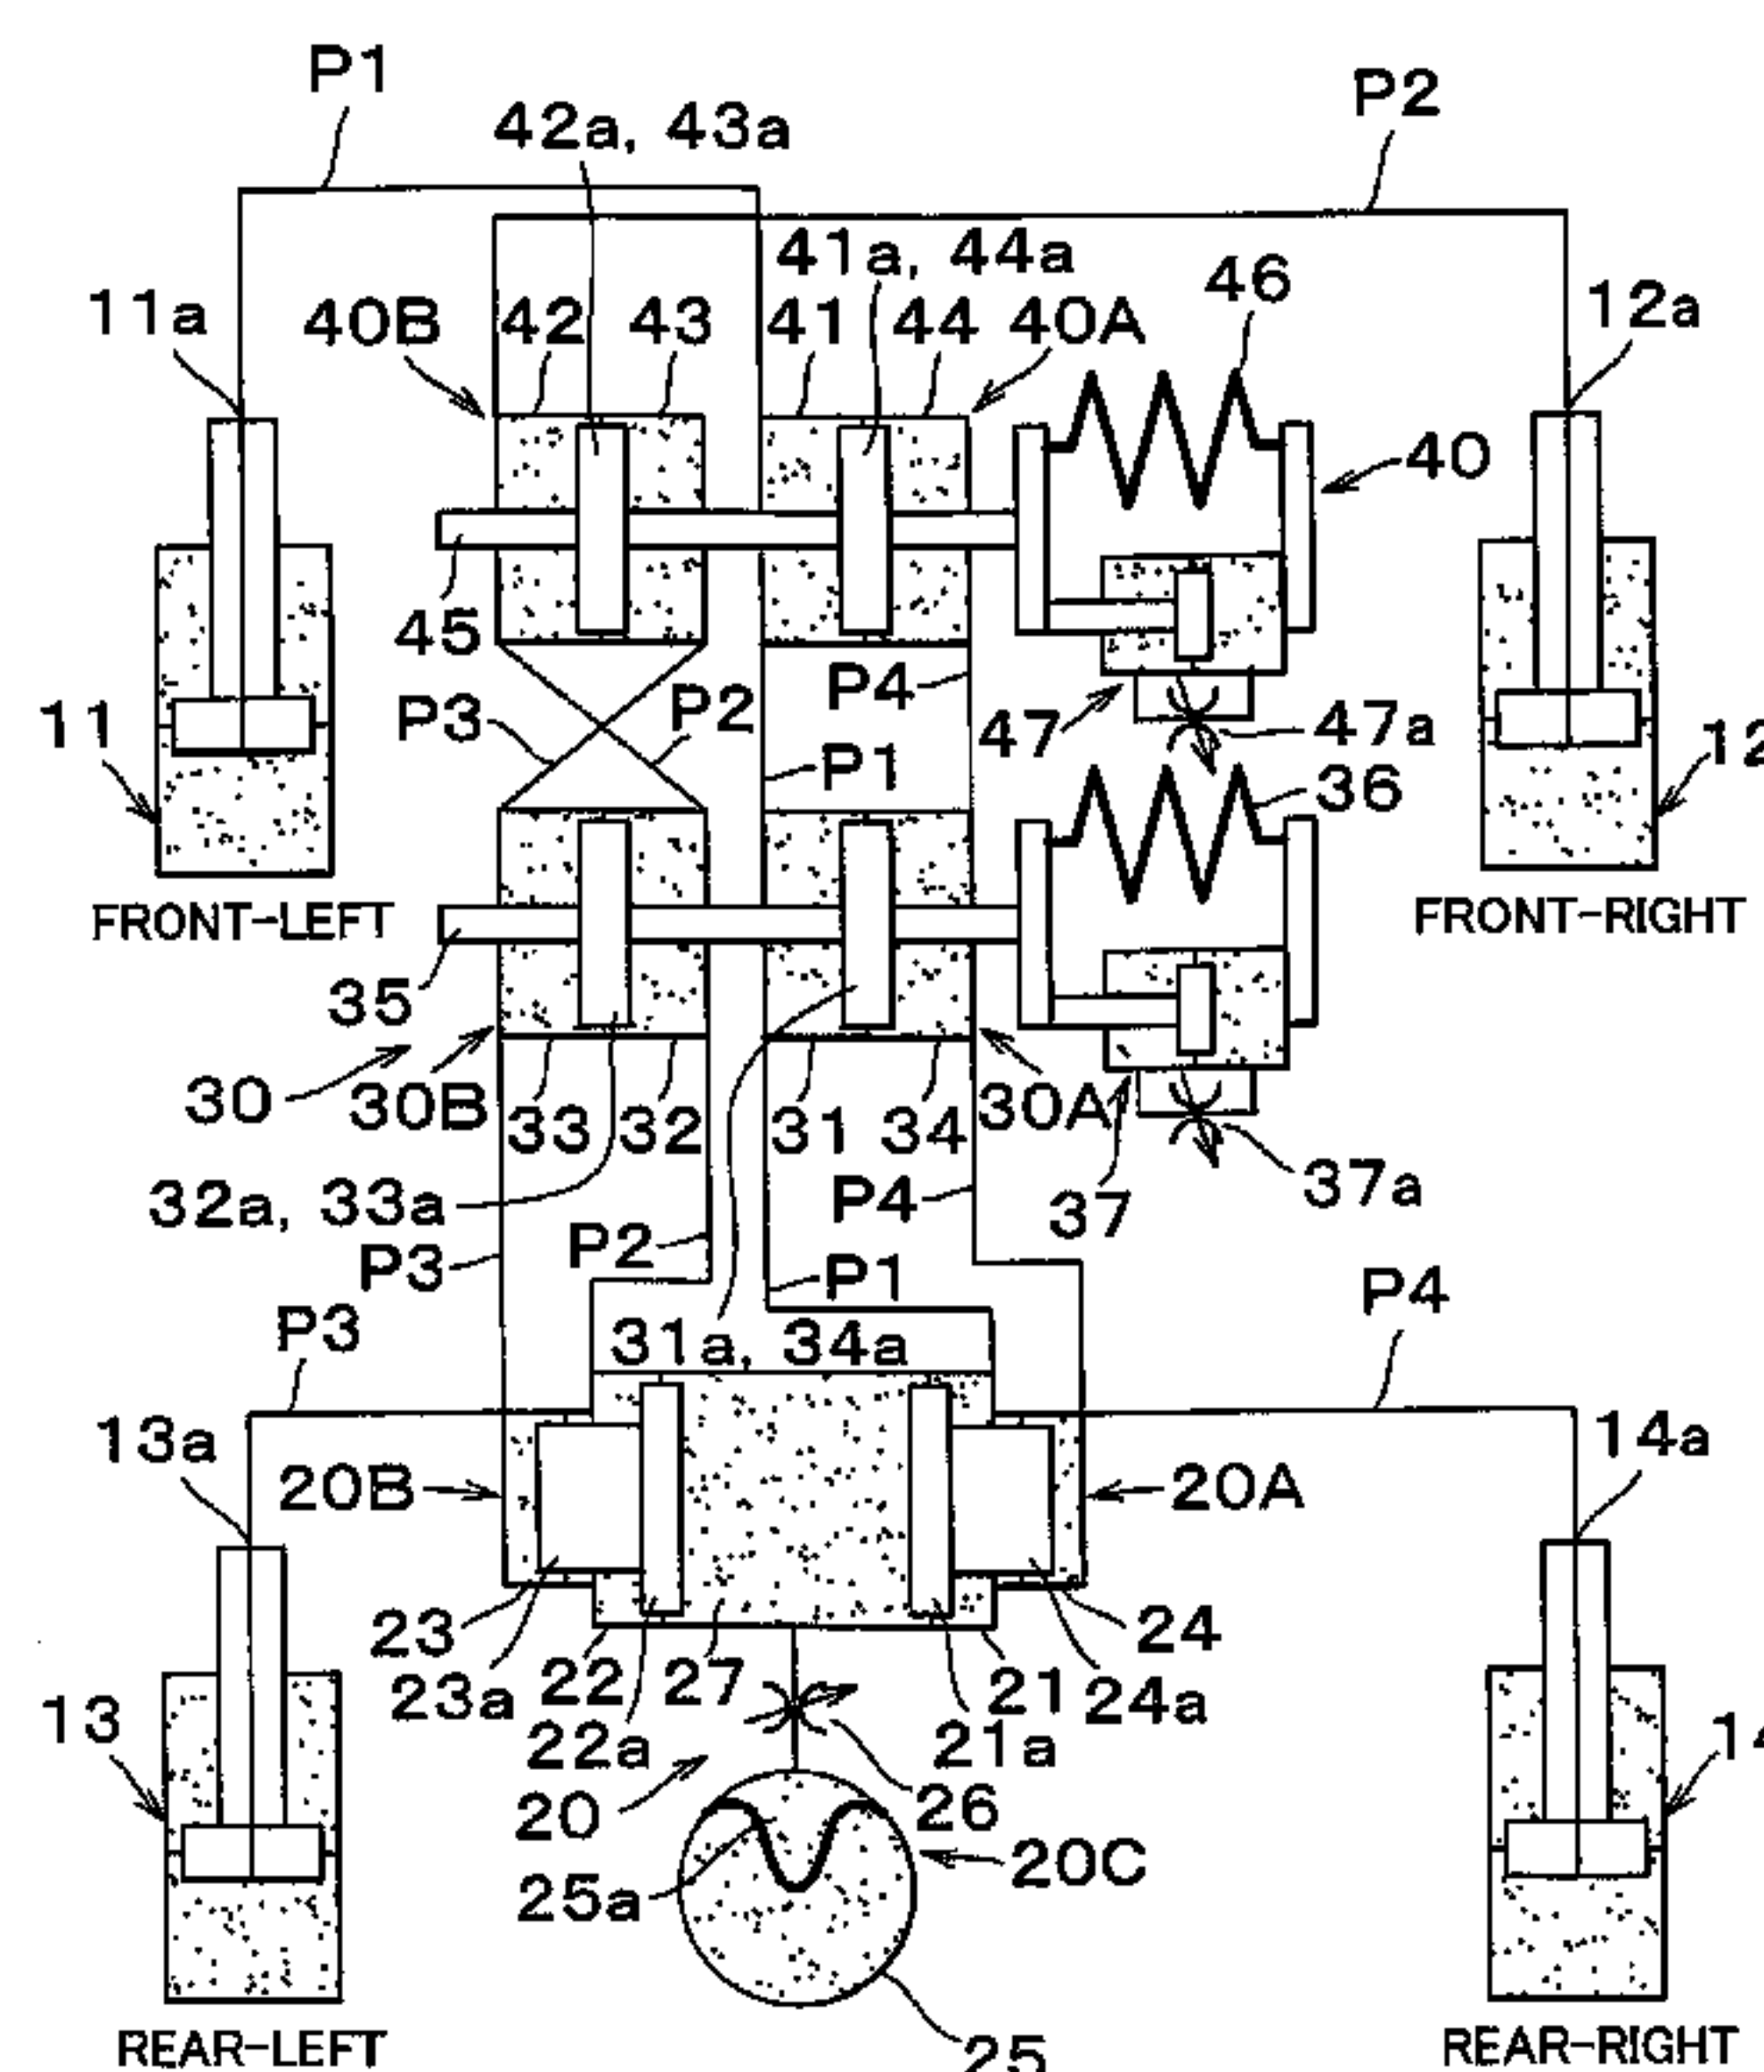 P1
P2
42a, 43a
41a, 44a
46
11a
40B
42
43
41
44
40A
12a
40
45
P3
P2
P4
P1
47
47a
36
11
12
FRONT-LEFT
FRONT-RIGHT
35
30
30B
33
32
31
34
30A
32a, 33a
P4
37
37a
P3
P2
P1
P3
P4
31a, 34a
13a
20B
20A
14a
23
23a
22
22a
27
21
21a
24
24a
13
20
26
14
25a
20C
25
REAR-LEFT
REAR-RIGHT